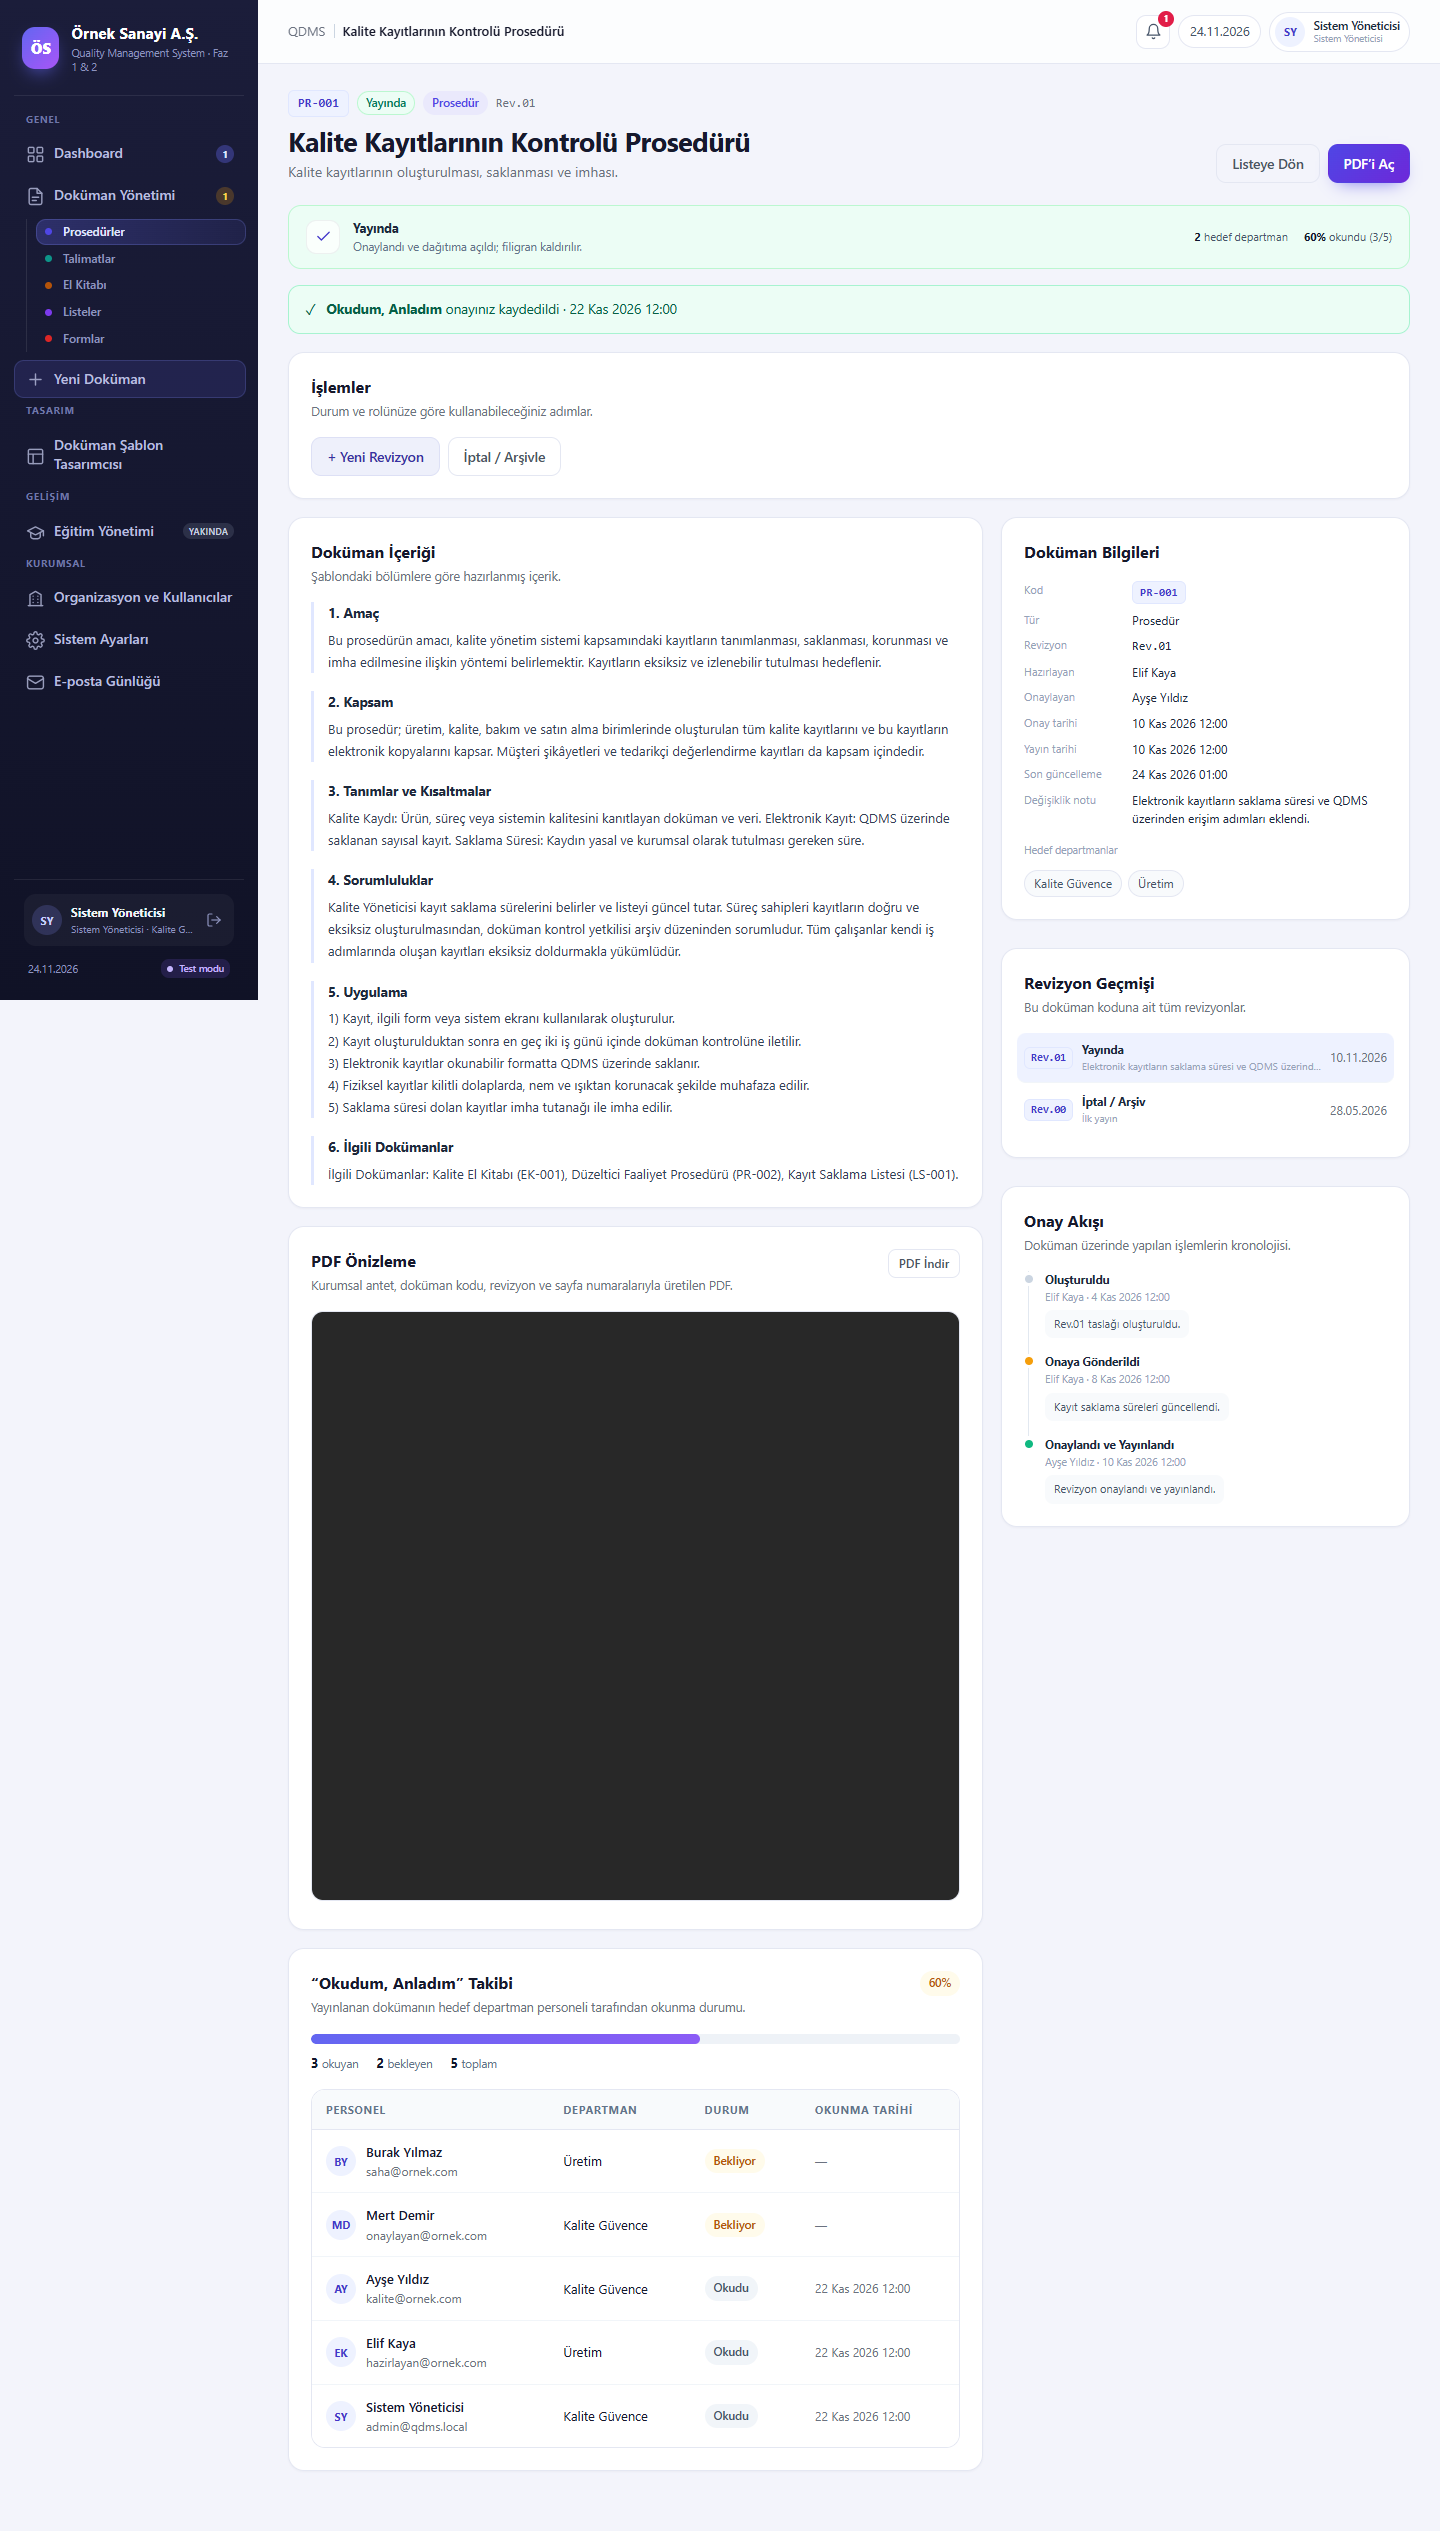 ÖS
Örnek Sanayi A.Ş.
Quality Management System · Faz
1 & 2
GENEL
Dashboard
1
Doküman Yönetimi
1
Prosedürler
Talimatlar
El Kitabı
Listeler
Formlar
Yeni Doküman
TASARIM
Doküman Şablon
Tasarımcısı
GELİŞİM
Eğitim Yönetimi
YAKINDA
KURUMSAL
Organizasyon ve Kullanıcılar
Sistem Ayarları
E-posta Günlüğü
SY
Sistem Yöneticisi
Sistem Yöneticisi · Kalite G...
24.11.2026
Test modu
QDMS
Kalite Kayıtlarının Kontrolü Prosedürü
1
24.11.2026
SY
Sistem Yöneticisi
Sistem Yöneticisi
PR-001
Yayında
Prosedür
Rev.01
Kalite Kayıtlarının Kontrolü Prosedürü
Kalite kayıtlarının oluşturulması, saklanması ve imhası.
Listeye Dön
PDF'i Aç
Yayında
Onaylandı ve dağıtıma açıldı; filigran kaldırılır.
2 hedef departman
60% okundu (3/5)
✓ Okudum, Anladım onayınız kaydedildi · 22 Kas 2026 12:00
İşlemler
Durum ve rolünüze göre kullanabileceğiniz adımlar.
+ Yeni Revizyon
İptal / Arşivle
Doküman İçeriği
Şablondaki bölümlere göre hazırlanmış içerik.
1. Amaç
Bu prosedürün amacı, kalite yönetim sistemi kapsamındaki kayıtların tanımlanması, saklanması, korunması ve
imha edilmesine ilişkin yöntemi belirlemektir. Kayıtların eksiksiz ve izlenebilir tutulması hedeflenir.
2. Kapsam
Bu prosedür; üretim, kalite, bakım ve satın alma birimlerinde oluşturulan tüm kalite kayıtlarını ve bu kayıtların
elektronik kopyalarını kapsar. Müşteri şikâyetleri ve tedarikçi değerlendirme kayıtları da kapsam içindedir.
3. Tanımlar ve Kısaltmalar
Kalite Kaydı: Ürün, süreç veya sistemin kalitesini kanıtlayan doküman ve veri. Elektronik Kayıt: QDMS üzerinde
saklanan sayısal kayıt. Saklama Süresi: Kaydın yasal ve kurumsal olarak tutulması gereken süre.
4. Sorumluluklar
Kalite Yöneticisi kayıt saklama sürelerini belirler ve listeyi güncel tutar. Süreç sahipleri kayıtların doğru ve
eksiksiz oluşturulmasından, doküman kontrol yetkilisi arşiv düzeninden sorumludur. Tüm çalışanlar kendi iş
adımlarında oluşan kayıtları eksiksiz doldurmakla yükümlüdür.
5. Uygulama
1) Kayıt, ilgili form veya sistem ekranı kullanılarak oluşturulur.
2) Kayıt oluşturulduktan sonra en geç iki iş günü içinde doküman kontrolüne iletilir.
3) Elektronik kayıtlar okunabilir formatta QDMS üzerinde saklanır.
4) Fiziksel kayıtlar kilitli dolaplarda, nem ve ışıktan korunacak şekilde muhafaza edilir.
5) Saklama süresi dolan kayıtlar imha tutanağı ile imha edilir.
6. İlgili Dokümanlar
İlgili Dokümanlar: Kalite El Kitabı (EK-001), Düzeltici Faaliyet Prosedürü (PR-002), Kayıt Saklama Listesi (LS-001).
PDF Önizleme
Kurumsal antet, doküman kodu, revizyon ve sayfa numaralarıyla üretilen PDF.
PDF İndir
“Okudum, Anladım” Takibi
60%
Yayınlanan dokümanın hedef departman personeli tarafından okunma durumu.
3 okuyan
2 bekleyen
5 toplam
PERSONEL DEPARTMAN DURUM OKUNMA TARİHİ
BY Burak Yılmaz
saha@ornek.com
Üretim
Bekliyor
—
MD Mert Demir
onaylayan@ornek.com
Kalite Güvence
Bekliyor
—
AY Ayşe Yıldız
kalite@ornek.com
Kalite Güvence
Okudu
22 Kas 2026 12:00
EK Elif Kaya
hazirlayan@ornek.com
Üretim
Okudu
22 Kas 2026 12:00
SY Sistem Yöneticisi
admin@qdms.local
Kalite Güvence
Okudu
22 Kas 2026 12:00
Doküman Bilgileri
Kod PR-001
Tür Prosedür
Revizyon Rev.01
Hazırlayan Elif Kaya
Onaylayan Ayşe Yıldız
Onay tarihi 10 Kas 2026 12:00
Yayın tarihi 10 Kas 2026 12:00
Son güncelleme 24 Kas 2026 01:00
Değişiklik notu Elektronik kayıtların saklama süresi ve QDMS
üzerinden erişim adımları eklendi.
Hedef departmanlar
Kalite Güvence
Üretim
Revizyon Geçmişi
Bu doküman koduna ait tüm revizyonlar.
Rev.01
Yayında
Elektronik kayıtların saklama süresi ve QDMS üzerind...
10.11.2026
Rev.00
İptal / Arşiv
İlk yayın
28.05.2026
Onay Akışı
Doküman üzerinde yapılan işlemlerin kronolojisi.
Oluşturuldu
Elif Kaya · 4 Kas 2026 12:00
Rev.01 taslağı oluşturuldu.
Onaya Gönderildi
Elif Kaya · 8 Kas 2026 12:00
Kayıt saklama süreleri güncellendi.
Onaylandı ve Yayınlandı
Ayşe Yıldız · 10 Kas 2026 12:00
Revizyon onaylandı ve yayınlandı.